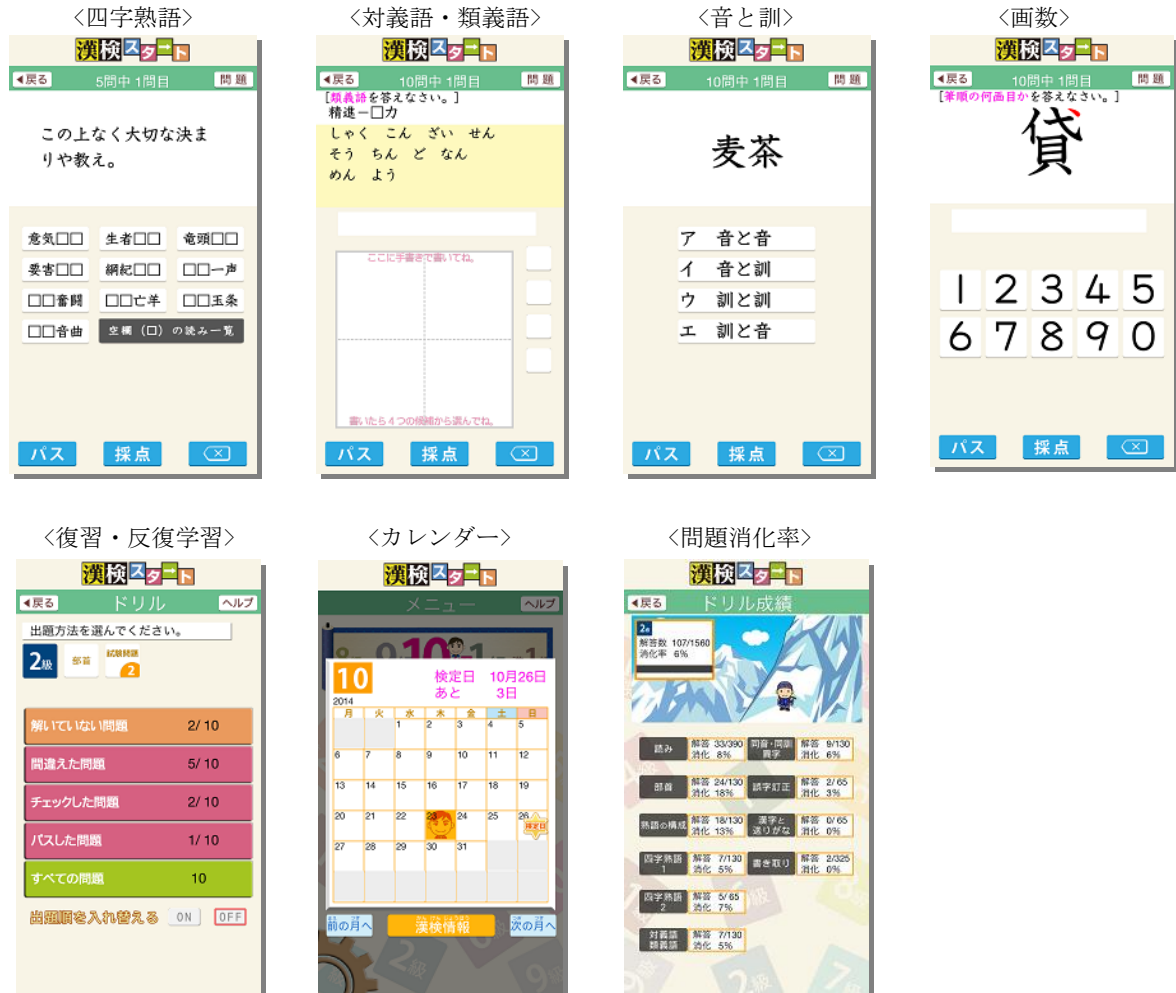 〈四字熟語〉
漢検スタート
◀戻る 5問中 1問目 問題
この上なく大切な決ま
りや教え。
意気□□ 生者□□ 竜頭□□
要害□□ 綱紀□□ □□一声
□□奮闘 □□亡羊 □□玉条
□□音曲 空欄（□）の読み一覧
パス 採点
〈対義語・類義語〉
漢検スタート
◀戻る 10問中 1問目 問題
[類義語を答えなさい。]
精進－□力
しゃく こん ざい せん
そう ちん ど なん
めん よう
ここに手書きで書いてね。
書いたら４つの候補から選んでね。
パス 採点
〈音と訓〉
漢検スタート
◀戻る 10問中 1問目 問題
麦茶
ア 音と音
イ 音と訓
ウ 訓と訓
エ 訓と音
パス 採点
〈画数〉
漢検スタート
◀戻る 10問中 1問目 問題
[筆順の何画目かを答えなさい。]
貸
1 2 3 4 5
6 7 8 9 0
パス 採点
〈復習・反復学習〉
漢検スタート
◀戻る ドリル ヘルプ
出題方法を選んでください。
2級 部首 試験問題 2
解いていない問題 2/ 10
間違えた問題 5/ 10
チェックした問題 2/ 10
パスした問題 1/ 10
すべての問題 10
出題順を入れ替える ON OFF
〈カレンダー〉
漢検スタート
メニュー ヘルプ
10 検定日 10月26日
あと 3日
2014
月 火 水 木 金 土 日
1 2 3 4 5
6 7 8 9 10 11 12
13 14 15 16 17 18 19
20 21 22 23 24 25 26 検定日
27 28 29 30 31
前の月へ 漢検情報 次の月へ
2級 9級
〈問題消化率〉
漢検スタート
◀戻る ドリル成績
2級
解答数 107/1560
消化率 6%
読み 解答 33/390 消化 8% 同音・同訓異字 解答 9/130 消化 6%
部首 解答 24/130 消化 18% 誤字訂正 解答 2/65 消化 3%
熟語の構成 解答 18/130 消化 13% 漢字と送りがな 解答 0/65 消化 0%
四字熟語1 解答 7/130 消化 5% 書き取り 解答 2/325 消化 0%
四字熟語2 解答 5/65 消化 7%
対義語類義語 解答 7/130 消化 5%